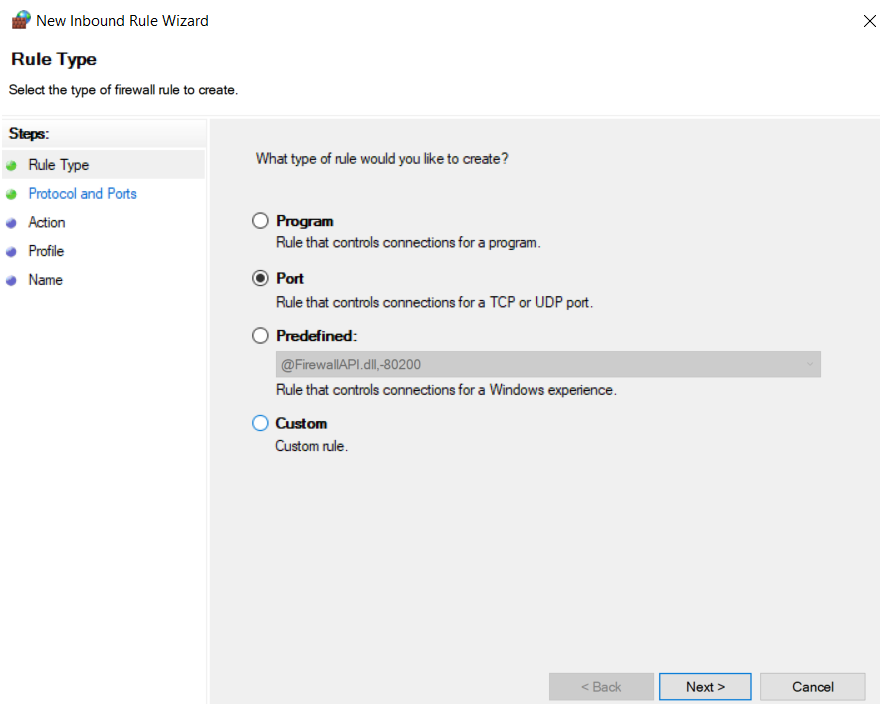 New Inbound Rule Wizard
Rule Type
Select the type of firewall rule to create.
Steps:
Rule Type
Protocol and Ports
Action
Profile
Name
What type of rule would you like to create?
Program
Rule that controls connections for a program.
Port
Rule that controls connections for a TCP or UDP port.
Predefined:
@FirewallAPI.dll,-80200
Rule that controls connections for a Windows experience.
Custom
Custom rule.
< Back
Next >
Cancel